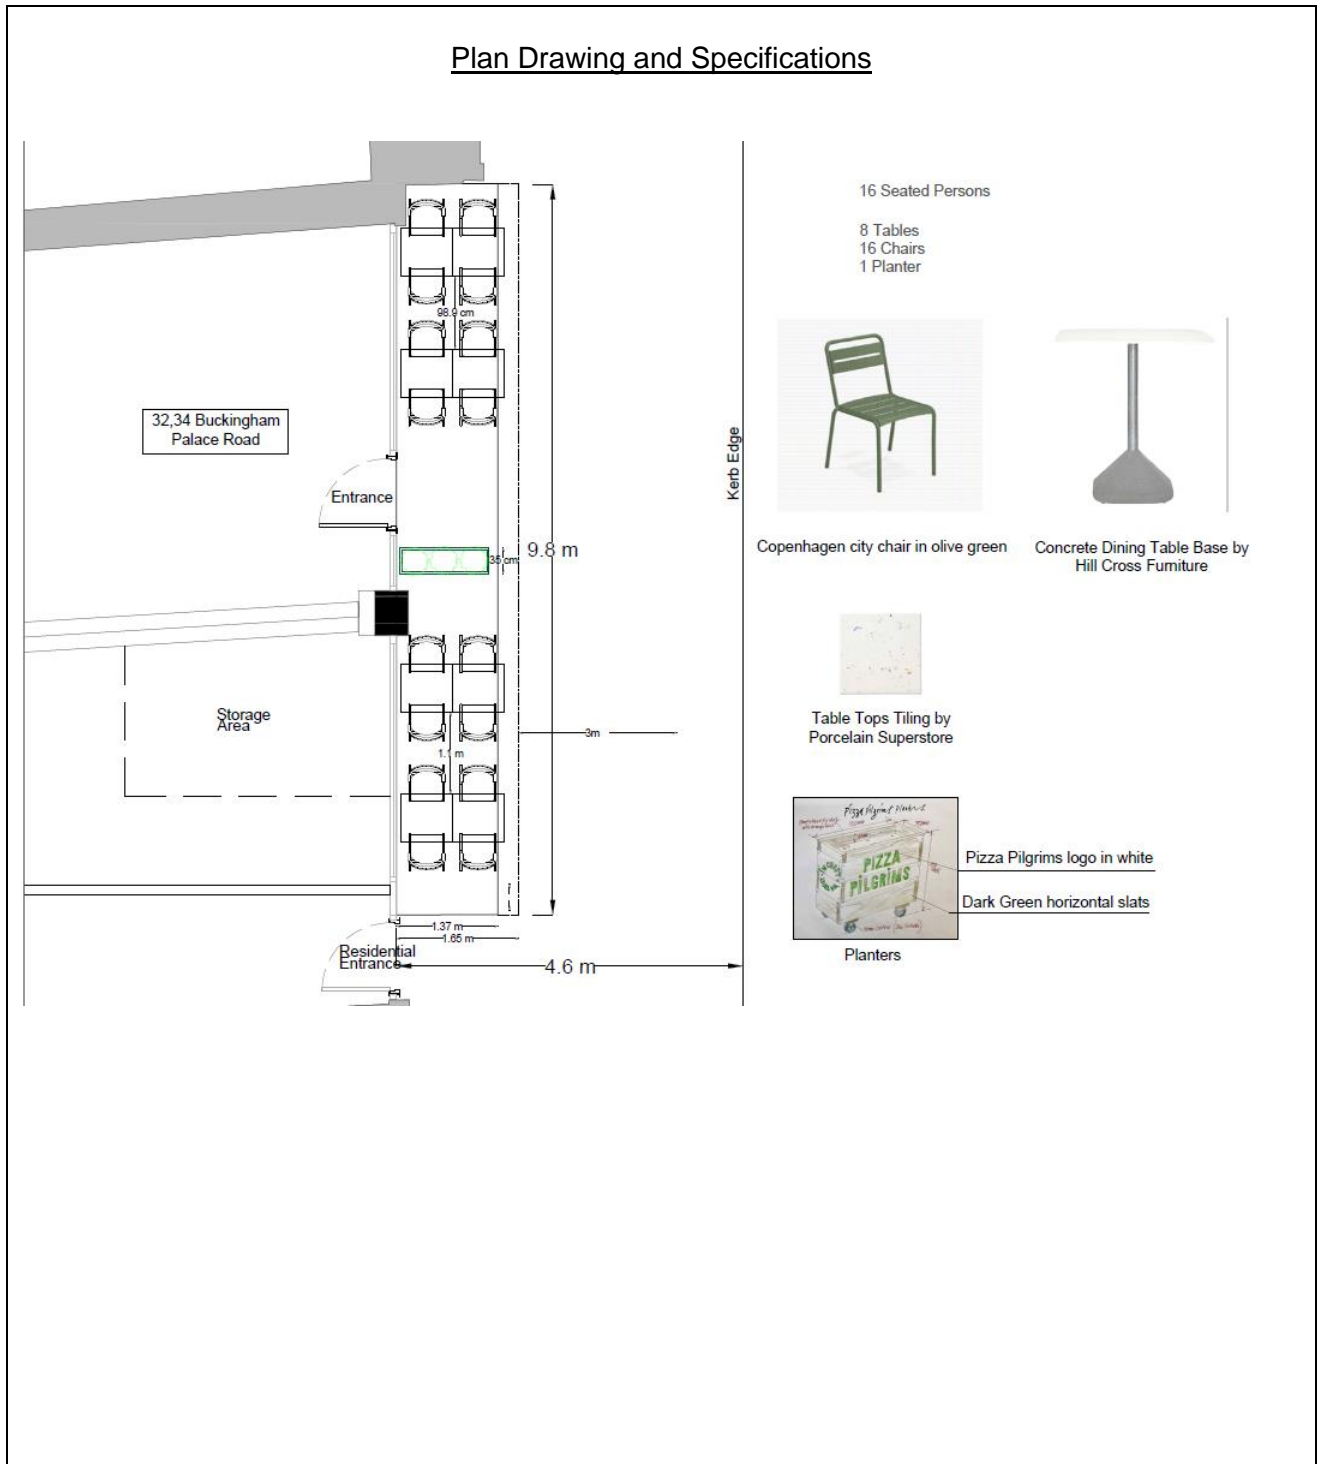 Plan Drawing and Specifications
16 Seated Persons
8 Tables
16 Chairs
1 Planter
98.9 cm
32,34 Buckingham
Palace Road
Entrance
Kerb Edge
35 cm
9.8 m
Copenhagen city chair in olive green
Concrete Dining Table Base by
Hill Cross Furniture
Storage
Area
1.1 m
3m
Table Tops Tiling by
Porcelain Superstore
Pizza Pilgrims Planters
PIZZA
PILGRIMS
Pizza Pilgrims logo in white
Dark Green horizontal slats
Planters
1.37 m
1.65 m
Residential
Entrance
4.6 m